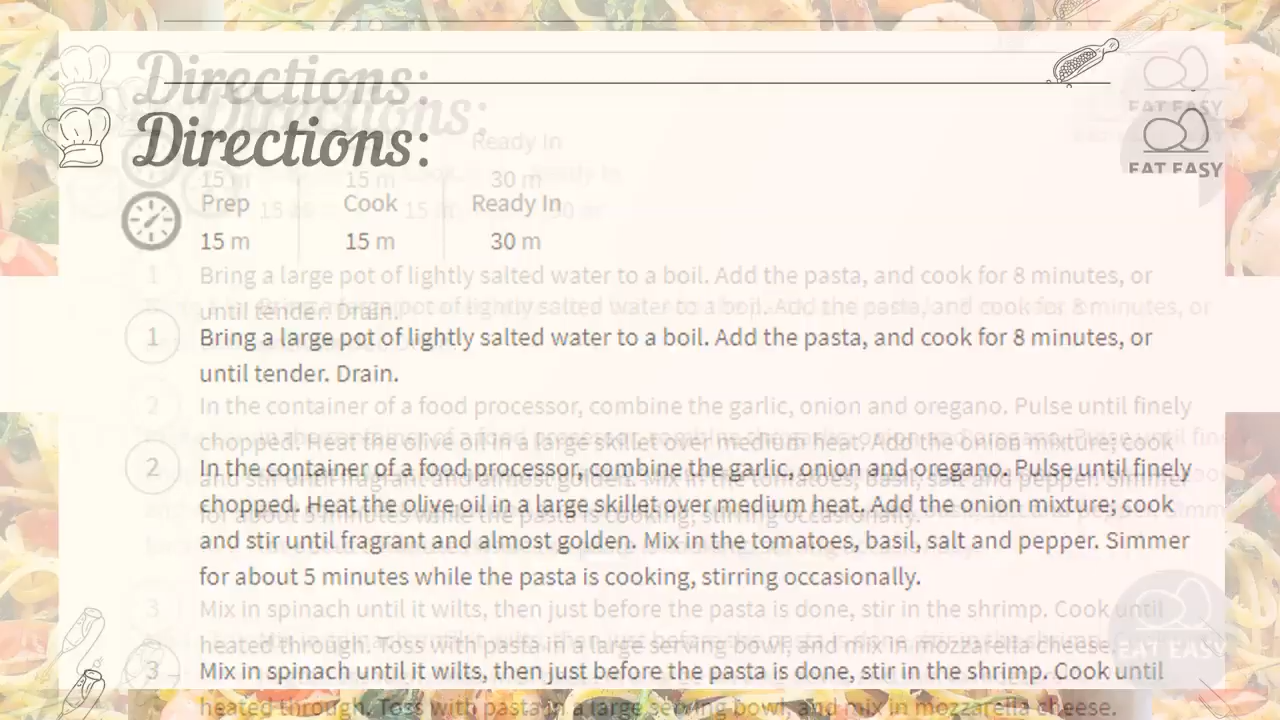 Directions:
EAT EASY
Prep Cook Ready In
15 m 15 m 30 m
1 Bring a large pot of lightly salted water to a boil. Add the pasta, and cook for 8 minutes, or
until tender. Drain.
2 In the container of a food processor, combine the garlic, onion and oregano. Pulse until finely
chopped. Heat the olive oil in a large skillet over medium heat. Add the onion mixture; cook
and stir until fragrant and almost golden. Mix in the tomatoes, basil, salt and pepper. Simmer
for about 5 minutes while the pasta is cooking, stirring occasionally.
3 Mix in spinach until it wilts, then just before the pasta is done, stir in the shrimp. Cook until
heated through. Toss with pasta in a large serving bowl, and mix in mozzarella cheese.
EAT EASY